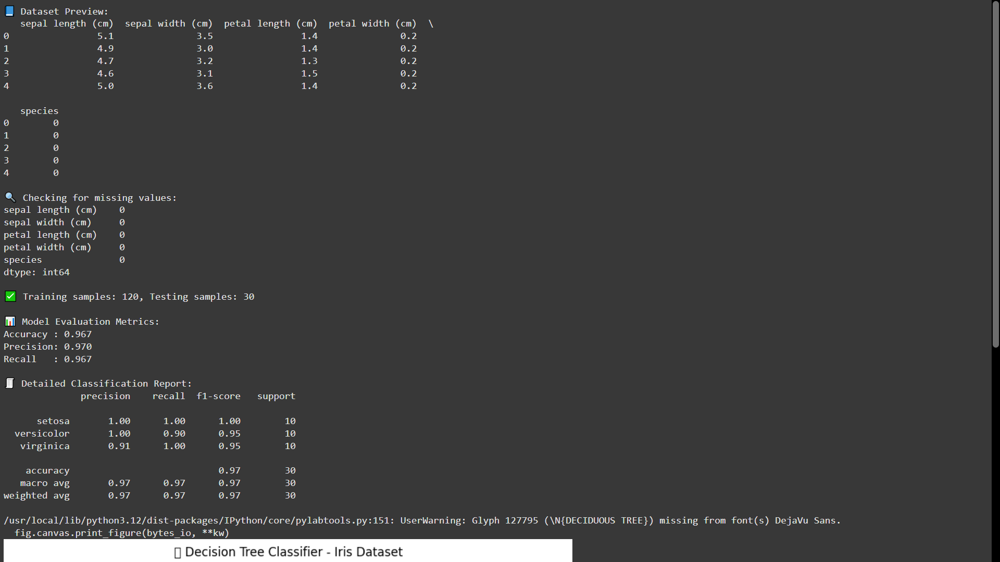 📘 Dataset Preview:
   sepal length (cm)  sepal width (cm)  petal length (cm)  petal width (cm)  \
0                5.1               3.5                1.4               0.2
1                4.9               3.0                1.4               0.2
2                4.7               3.2                1.3               0.2
3                4.6               3.1                1.5               0.2
4                5.0               3.6                1.4               0.2

   species
0        0
1        0
2        0
3        0
4        0

🔍 Checking for missing values:
sepal length (cm)    0
sepal width (cm)     0
petal length (cm)    0
petal width (cm)     0
species              0
dtype: int64

✅ Training samples: 120, Testing samples: 30

📊 Model Evaluation Metrics:
Accuracy : 0.967
Precision: 0.970
Recall   : 0.967

🧾 Detailed Classification Report:
              precision    recall  f1-score   support

      setosa       1.00      1.00      1.00        10
  versicolor       1.00      0.90      0.95        10
   virginica       0.91      1.00      0.95        10

    accuracy                           0.97        30
   macro avg       0.97      0.97      0.97        30
weighted avg       0.97      0.97      0.97        30

/usr/local/lib/python3.12/dist-packages/IPython/core/pylabtools.py:151: UserWarning: Glyph 127795 (\N{DECIDUOUS TREE}) missing from font(s) DejaVu Sans.
  fig.canvas.print_figure(bytes_io, **kw)
▯ Decision Tree Classifier - Iris Dataset